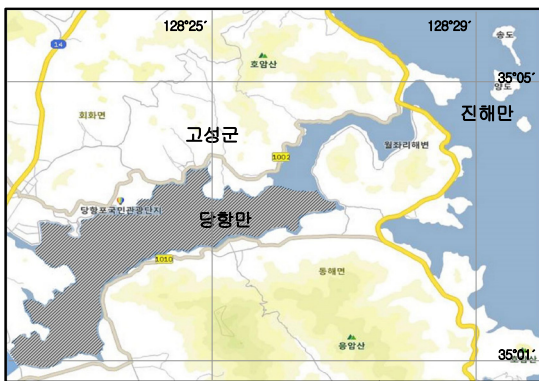 128°25′
128°29′
송도
14
호암산
35°05′
양도
진해만
회화면
고성군
월좌리해변
1002
당항포국민관광단지
당항만
1010
동해면
응암산
35°01′